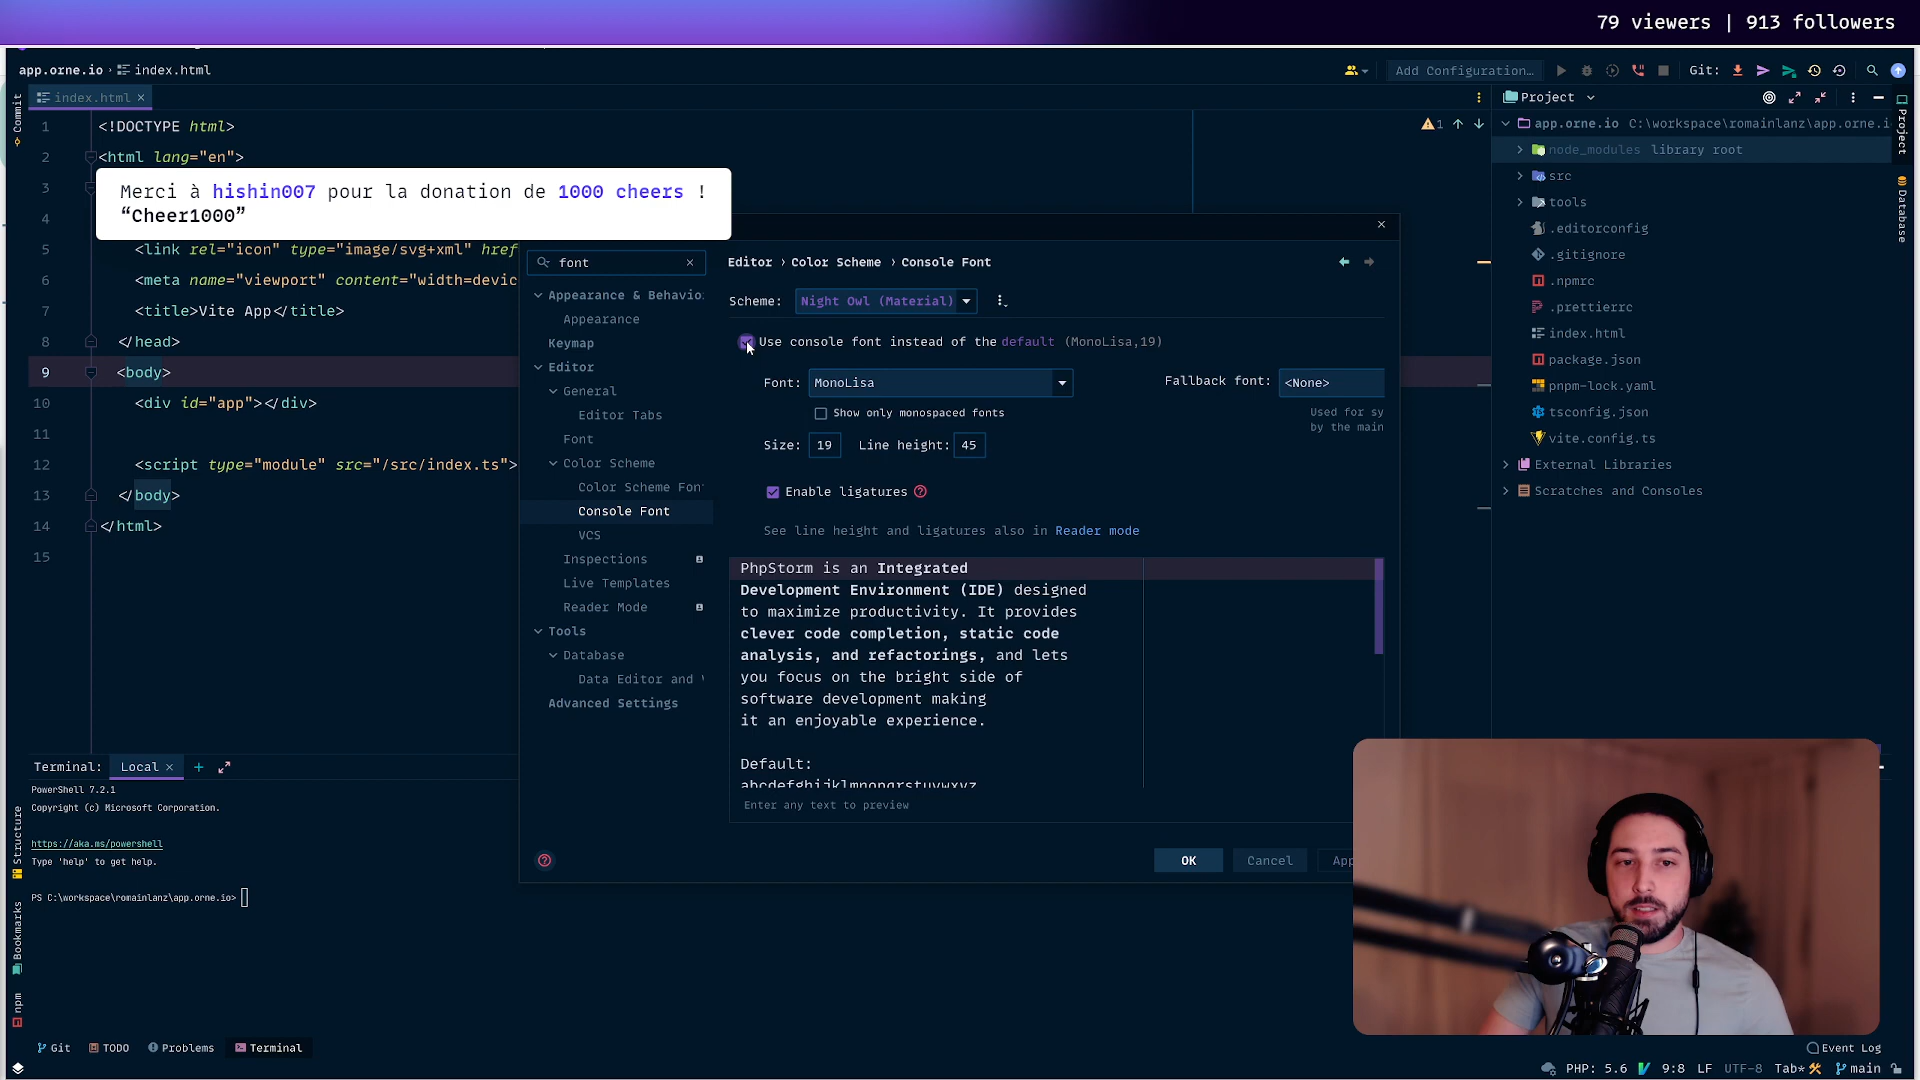 79 viewers | 913 followers
app.orne.io › index.html
Add Configuration…
Git:
index.html ×
Project
Commit
1 <!DOCTYPE html>
2 <html lang="en">
3
4
5 <link rel="icon" type="image/svg+xml" href
6 <meta name="viewport" content="width=devic
7 <title>Vite App</title>
8 </head>
9 <body>
10 <div id="app"></div>
11
12 <script type="module" src="/src/index.ts">
13 </body>
14 </html>
15
Merci à hishin007 pour la donation de 1000 cheers !
“Cheer1000”
font
Appearance & Behavio
Appearance
Keymap
Editor
General
Editor Tabs
Font
Color Scheme
Color Scheme Fon
Console Font
VCS
Inspections
Live Templates
Reader Mode
Tools
Database
Data Editor and
Advanced Settings
Editor › Color Scheme › Console Font
Scheme: Night Owl (Material)
Use console font instead of the default (MonoLisa,19)
Font: MonoLisa
Fallback font: <None>
Show only monospaced fonts
Used for sy
by the main
Size: 19 Line height: 45
Enable ligatures
See line height and ligatures also in Reader mode
PhpStorm is an Integrated
Development Environment (IDE) designed
to maximize productivity. It provides
clever code completion, static code
analysis, and refactorings, and lets
you focus on the bright side of
software development making
it an enjoyable experience.
Default:
abcdefghijklmnopqrstuvwxyz
Enter any text to preview
OK
Cancel
App
1
app.orne.io C:\workspace\romainlanz\app.orne.i
node_modules library root
src
tools
.editorconfig
.gitignore
.npmrc
.prettierrc
index.html
package.json
pnpm-lock.yaml
tsconfig.json
vite.config.ts
External Libraries
Scratches and Consoles
Project
Database
Terminal: Local × +
PowerShell 7.2.1
Copyright (c) Microsoft Corporation.
https://aka.ms/powershell
Type 'help' to get help.
PS C:\workspace\romainlanz\app.orne.io>
Structure
Bookmarks
npm
Git
TODO
Problems
Terminal
Event Log
PHP: 5.6
9:8
LF
UTF-8
Tab*
main